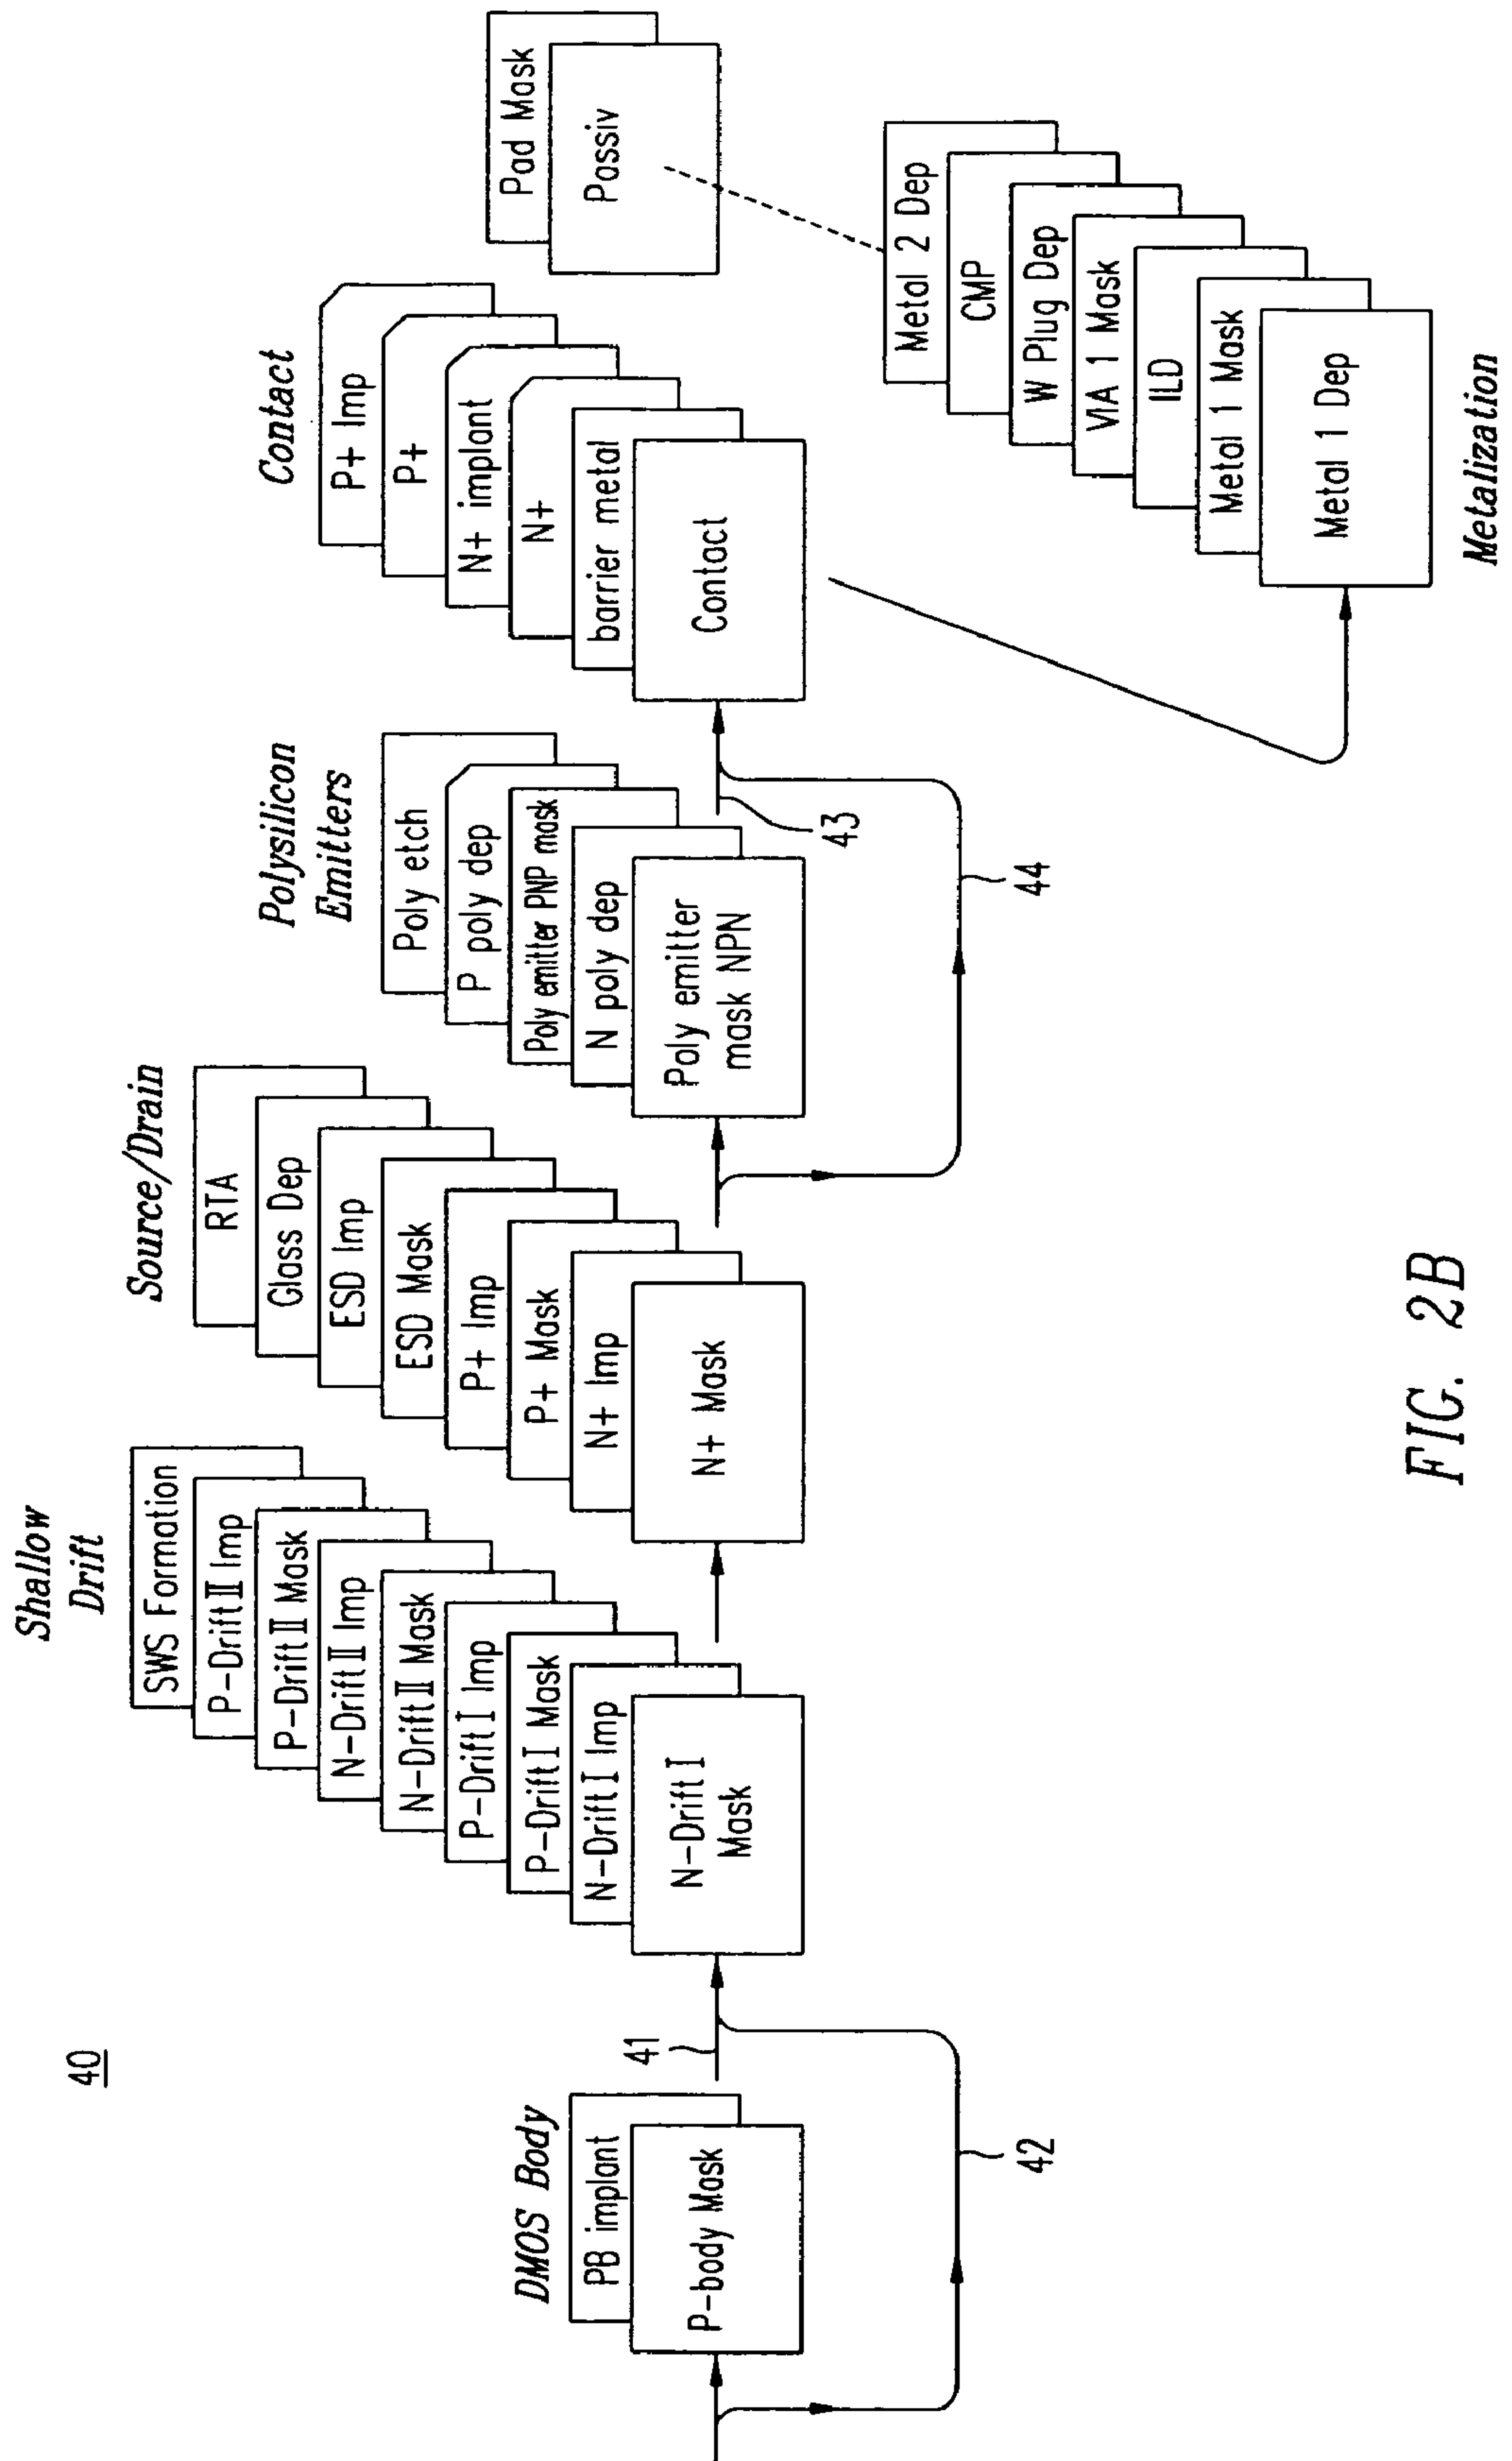 40
DMOS Body
PB implant
P-body Mask
41
42
Shallow
Drift
SWS Formation
P-Drift II Imp
P-Drift II Mask
N-Drift II Imp
N-Drift II Mask
P-Drift I Imp
P-Drift I Mask
N-Drift I Imp
N-Drift I
Mask
Source/Drain
RTA
Glass Dep
ESD Imp
ESD Mask
P+ Imp
P+ Mask
N+ Imp
N+ Mask
Polysilicon
Emitters
Poly etch
P poly dep
Poly emitter PNP mask
N poly dep
Poly emitter
mask NPN
43
44
Contact
P+ Imp
P+
N+ implant
N+
barrier metal
Contact
Pad Mask
Passiv
Metal 2 Dep
CMP
W Plug Dep
VIA 1 Mask
ILD
Metal 1 Mask
Metal 1 Dep
Metalization
FIG. 2B